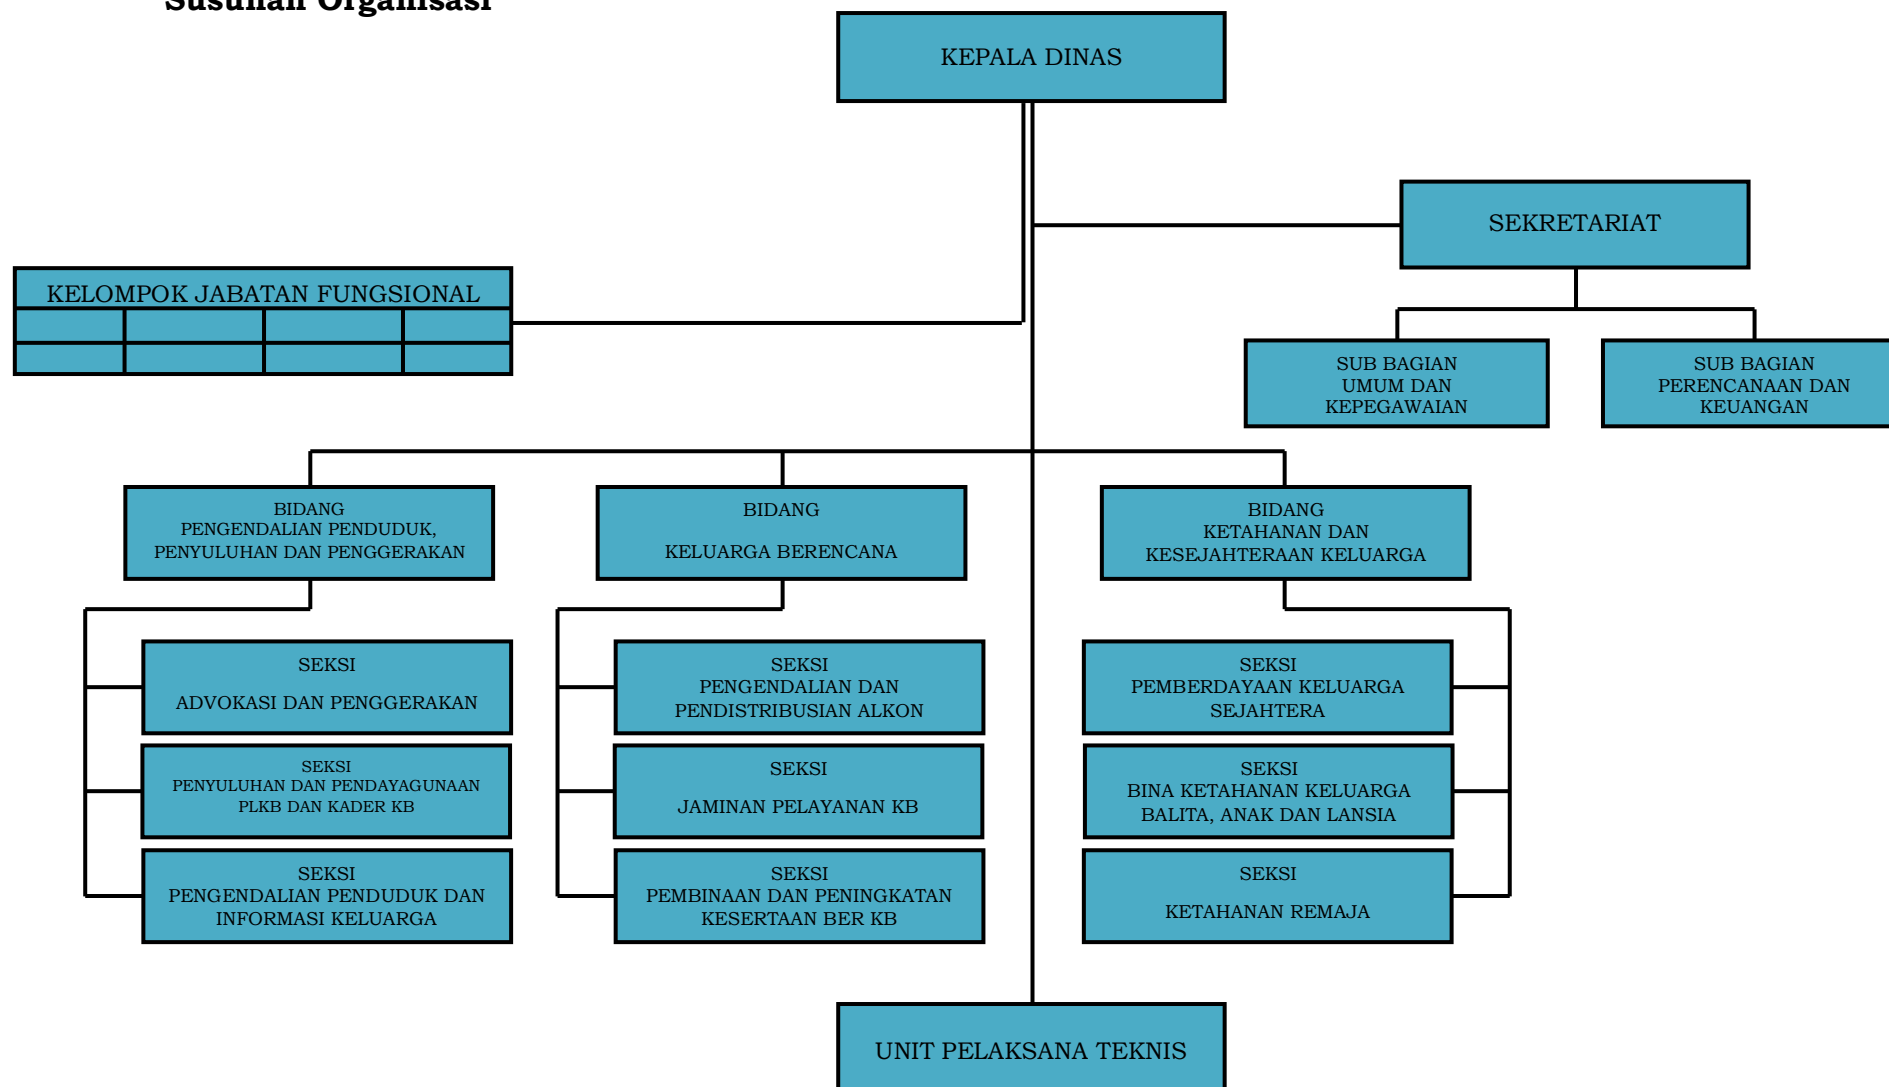 Susunan Organisasi
KEPALA DINAS
SEKRETARIAT
KELOMPOK JABATAN FUNGSIONAL
SUB BAGIAN
UMUM DAN
KEPEGAWAIAN
SUB BAGIAN
PERENCANAAN DAN
KEUANGAN
BIDANG
PENGENDALIAN PENDUDUK,
PENYULUHAN DAN PENGGERAKAN
BIDANG
KELUARGA BERENCANA
BIDANG
KETAHANAN DAN
KESEJAHTERAAN KELUARGA
SEKSI
ADVOKASI DAN PENGGERAKAN
SEKSI
PENGENDALIAN DAN
PENDISTRIBUSIAN ALKON
SEKSI
PEMBERDAYAAN KELUARGA
SEJAHTERA
SEKSI
PENYULUHAN DAN PENDAYAGUNAAN
PLKB DAN KADER KB
SEKSI
JAMINAN PELAYANAN KB
SEKSI
BINA KETAHANAN KELUARGA
BALITA, ANAK DAN LANSIA
SEKSI
PENGENDALIAN PENDUDUK DAN
INFORMASI KELUARGA
SEKSI
PEMBINAAN DAN PENINGKATAN
KESERTAAN BER KB
SEKSI
KETAHANAN REMAJA
UNIT PELAKSANA TEKNIS